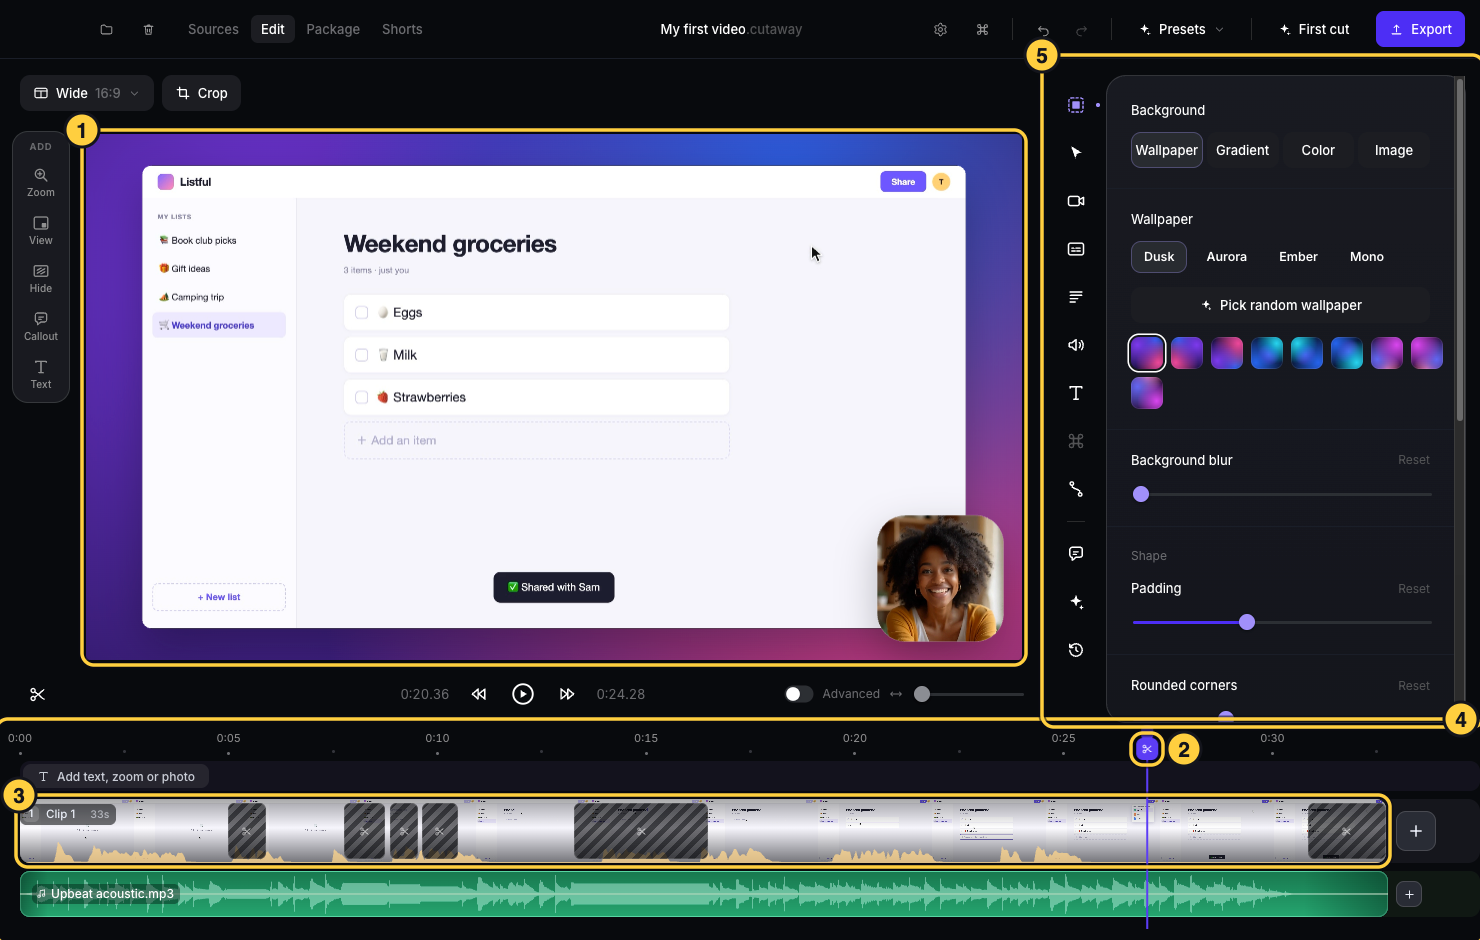 Sources Edit Package Shorts
My first video.cutaway
Presets
First cut
Export
Wide 16:9
Crop
5
1
ADD
Zoom
View
Hide
Callout
Text
Listful
Share
T
MY LISTS
Book club picks
Gift ideas
Camping trip
Weekend groceries
+ New list
Weekend groceries
3 items · just you
Eggs
Milk
Strawberries
+ Add an item
Shared with Sam
Background
Wallpaper Gradient Color Image
Wallpaper
Dusk Aurora Ember Mono
Pick random wallpaper
Background blur Reset
Shape
Padding Reset
Rounded corners Reset
0:20.36
0:24.28
Advanced
4
0:00 0:05 0:10 0:15 0:20 0:25 0:30
2
Add text, zoom or photo
3
1 Clip 1 33s
Upbeat acoustic.mp3